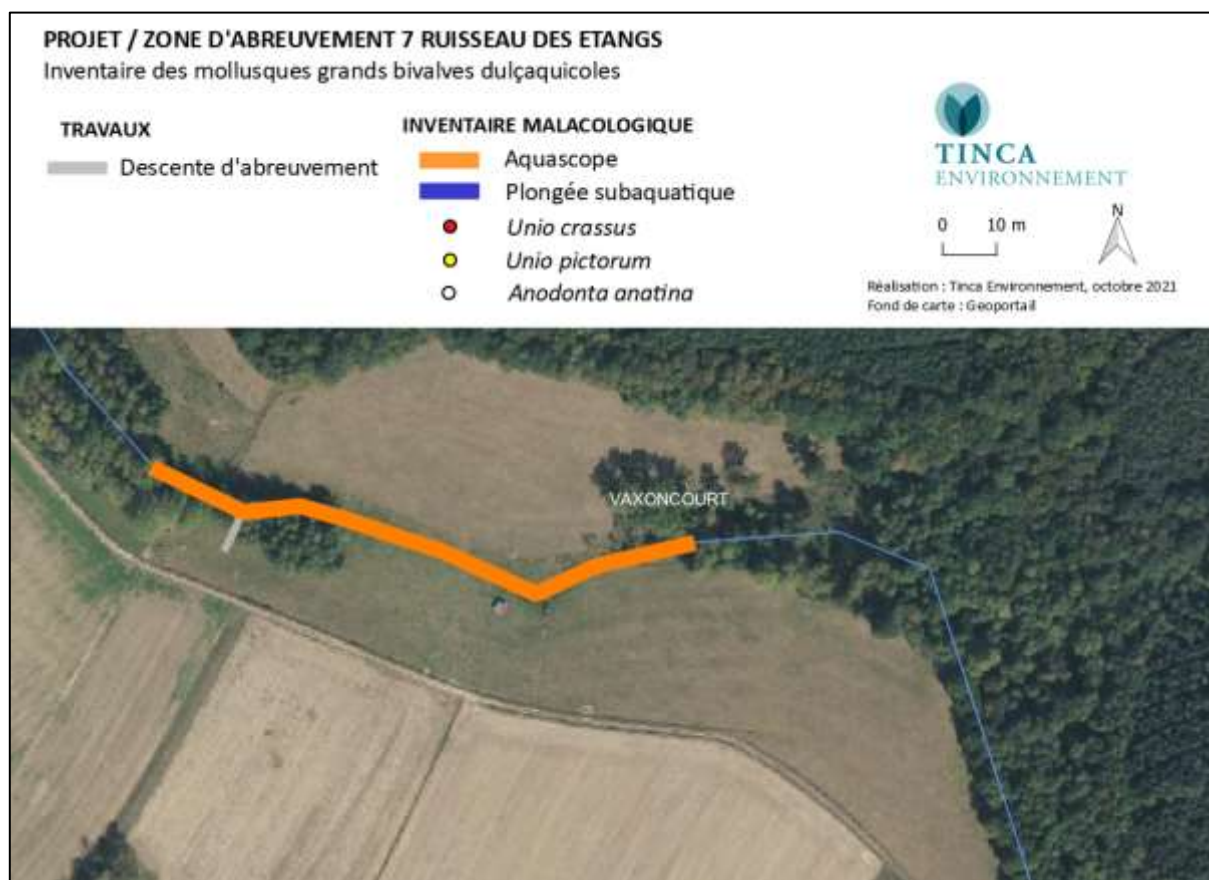 PROJET / ZONE D'ABREUVEMENT 7 RUISSEAU DES ETANGS
Inventaire des mollusques grands bivalves dulçaquicoles
TRAVAUX
Descente d'abreuvement
INVENTAIRE MALACOLOGIQUE
Aquascope
Plongée subaquatique
Unio crassus
Unio pictorum
Anodonta anatina
TINCA
ENVIRONNEMENT
0 10 m
N
Réalisation : Tinca Environnement, octobre 2021
Fond de carte : Geoportail
VAXONCOURT